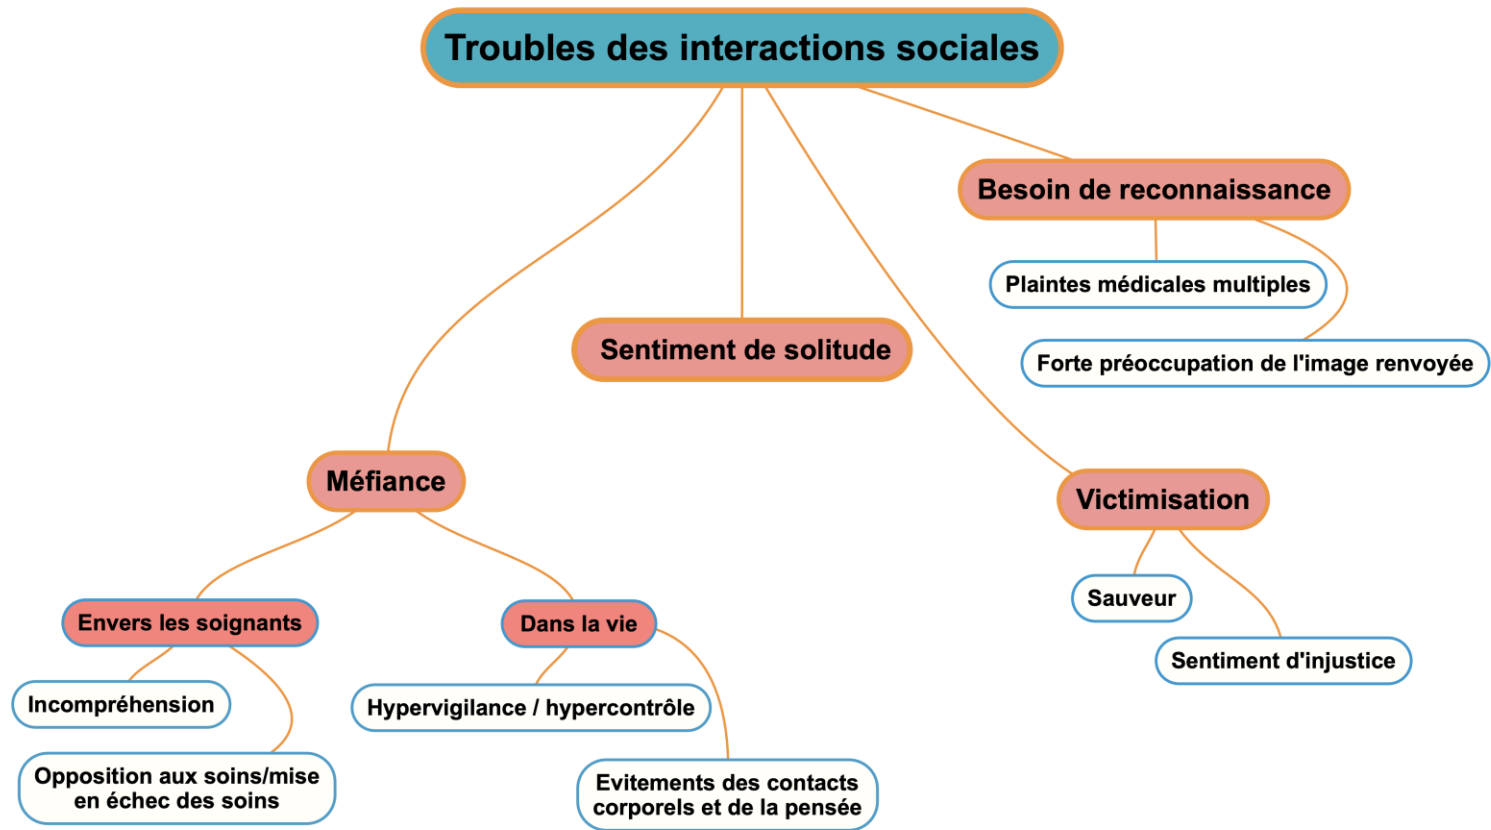 Troubles des interactions sociales
Besoin de reconnaissance
Plaintes médicales multiples
Forte préoccupation de l'image renvoyée
Sentiment de solitude
Méfiance
Victimisation
Sauveur
Sentiment d'injustice
Envers les soignants
Dans la vie
Incompréhension
Hypervigilance / hypercontrôle
Opposition aux soins/mise
en échec des soins
Evitements des contacts
corporels et de la pensée